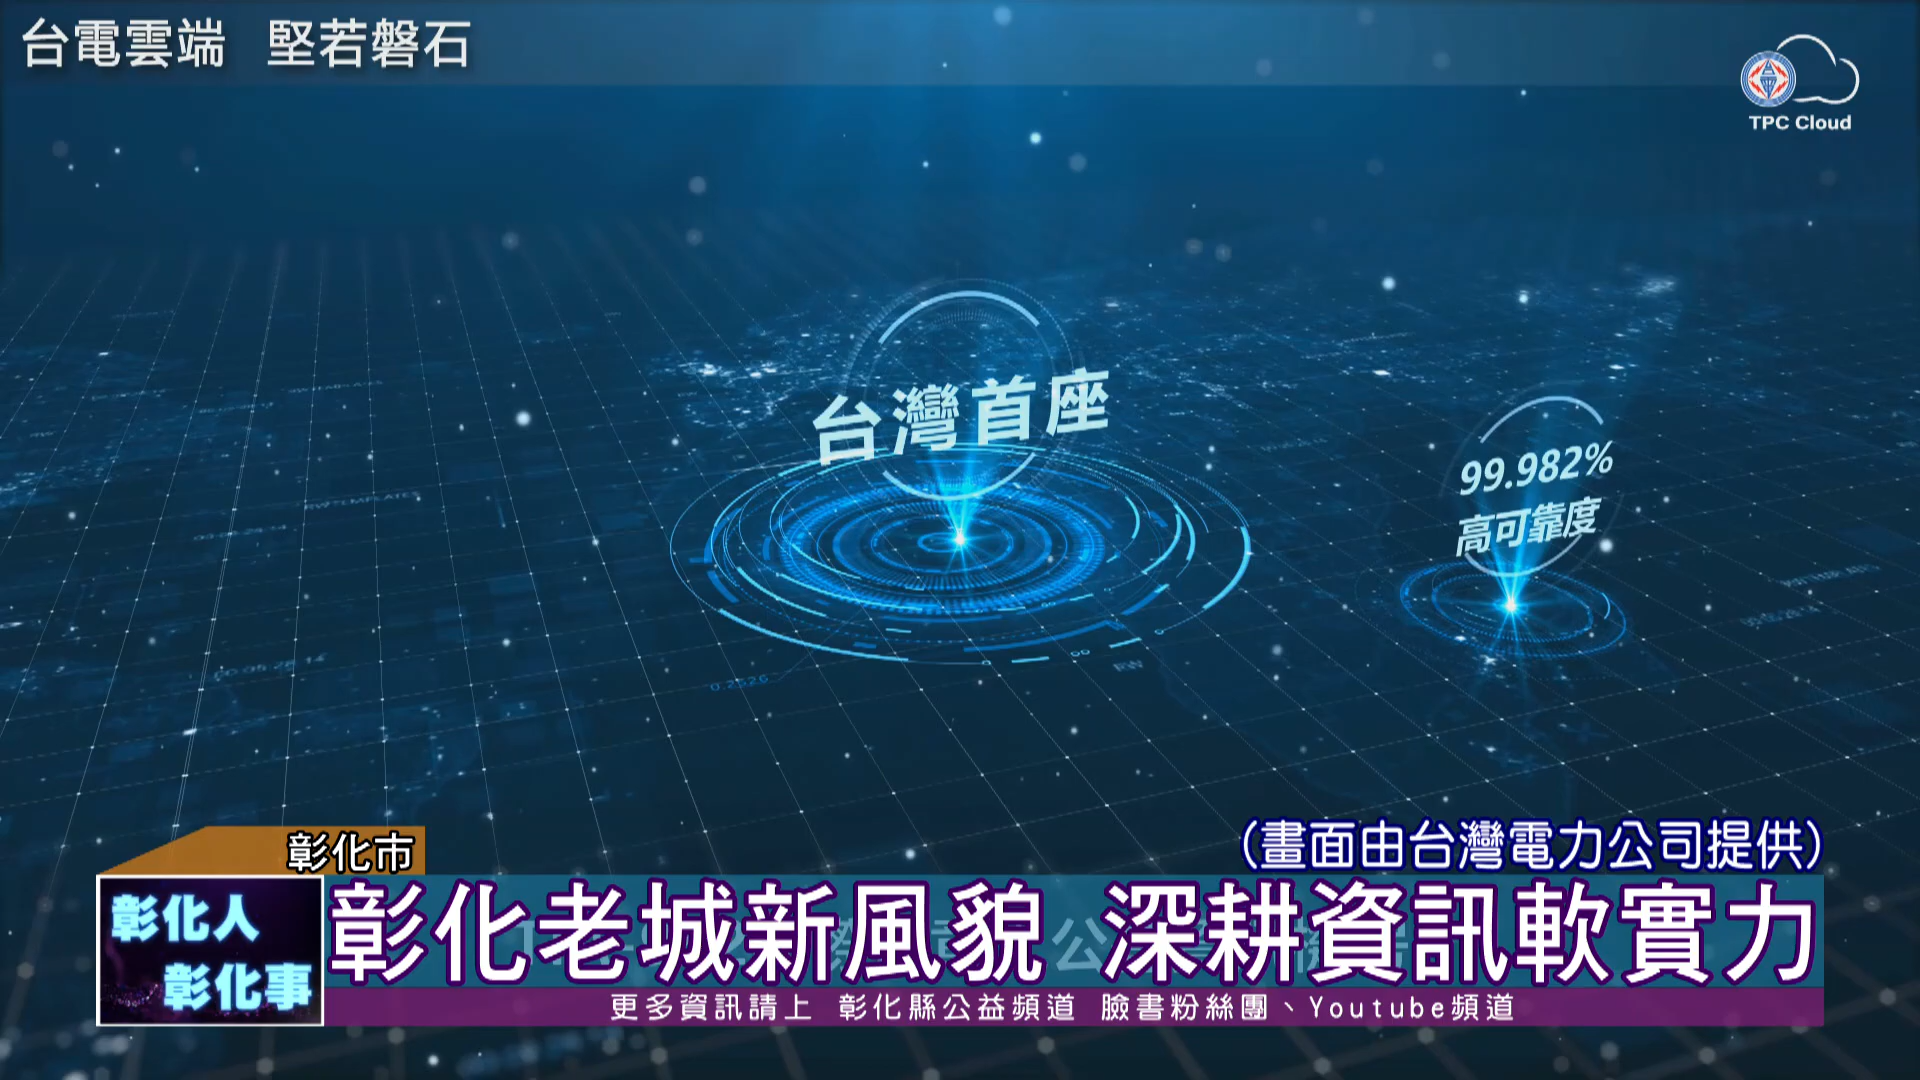 台電雲端 堅若磐石
TPC Cloud
台灣首座
99.982%
高可靠度
0.2526
RW
彰化市
(畫面由台灣電力公司提供)
彰化人
彰化事
彰化老城新風貌 深耕資訊軟實力
更多資訊請上 彰化縣公益頻道 臉書粉絲團、Youtube頻道